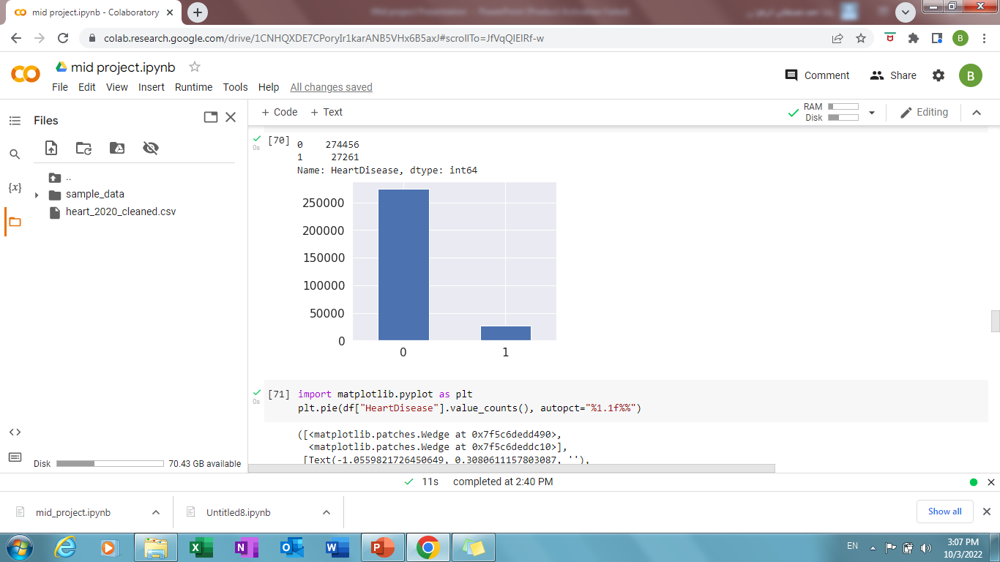 mid project.ipynb - Colaboratory
colab.research.google.com/drive/1CNHQXDE7CPoryIr1karANB5VHx6B5axJ#scrollTo=JfVqQIEIRf-w
B
mid project.ipynb
File Edit View Insert Runtime Tools Help All changes saved
Comment Share B
Files
+ Code + Text
RAM
Disk
Editing
{x}
..
sample_data
heart_2020_cleaned.csv
Disk 70.43 GB available
[70]
0s
0 274456
1 27261
Name: HeartDisease, dtype: int64
250000
200000
150000
100000
50000
0
0 1
[71]
0s
import matplotlib.pyplot as plt
plt.pie(df["HeartDisease"].value_counts(), autopct="%1.1f%%")
([<matplotlib.patches.Wedge at 0x7f5c6dedd490>,
<matplotlib.patches.Wedge at 0x7f5c6deddc10>],
[Text(-1.0559821726450649, 0.3080611157803087, ''),
11s completed at 2:40 PM
mid_project.ipynb
Untitled8.ipynb
Show all
EN
3:07 PM
10/3/2022